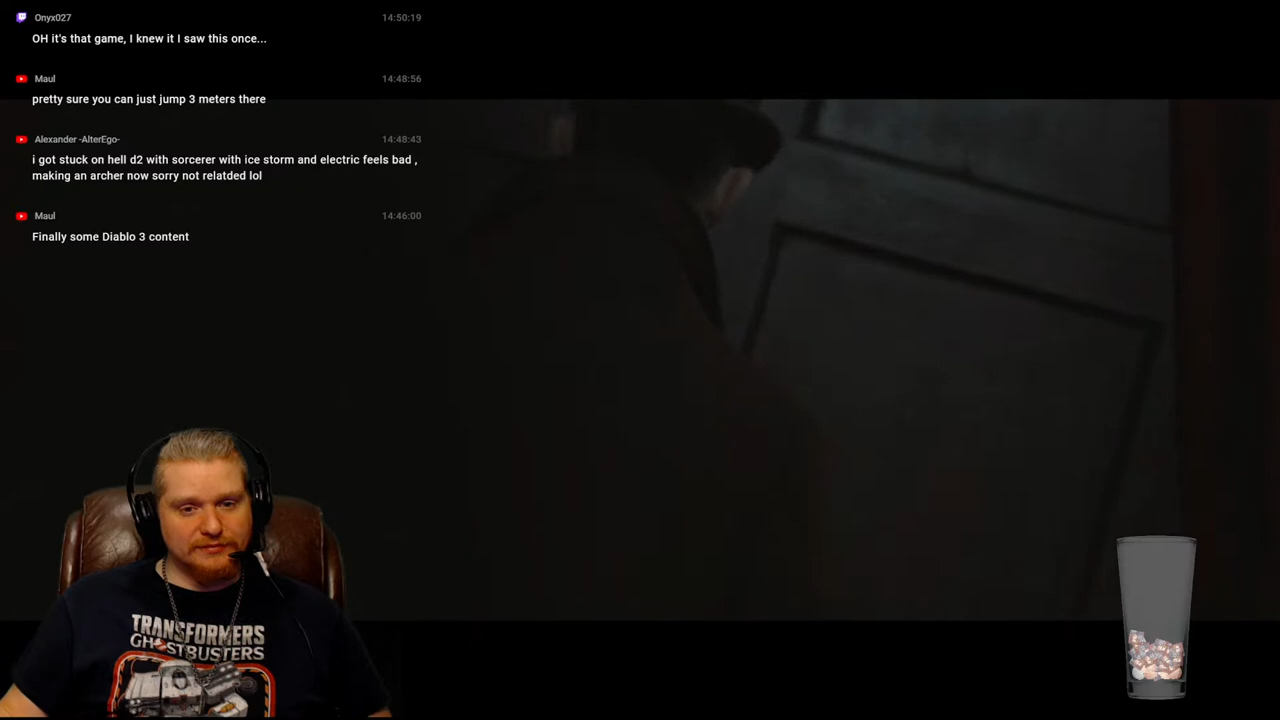 Onyx027 14:50:19
OH it's that game, I knew it I saw this once...
Maul 14:48:56
pretty sure you can just jump 3 meters there
Alexander -AlterEgo- 14:48:43
i got stuck on hell d2 with sorcerer with ice storm and electric feels bad ,
making an archer now sorry not relatded lol
Maul 14:46:00
Finally some Diablo 3 content
TRANSFORMERS
GHOSTBUSTERS